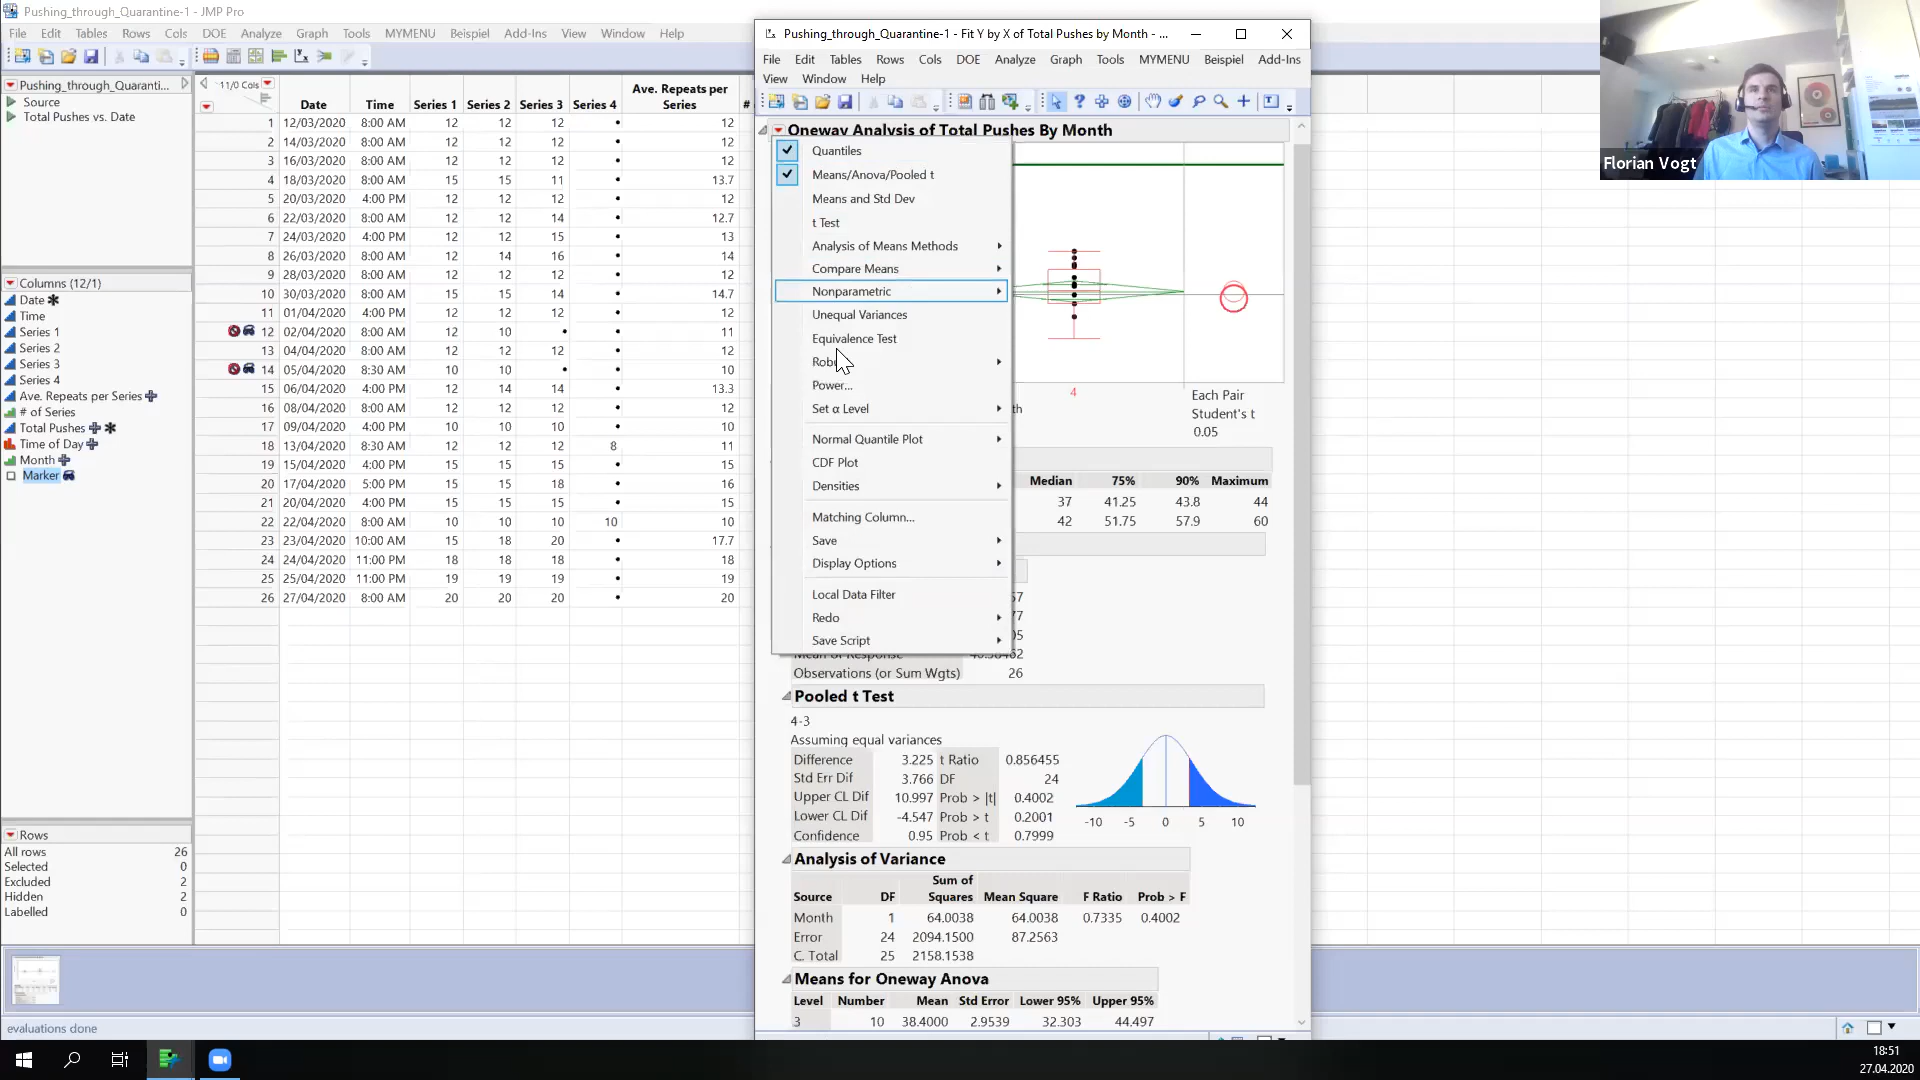 Pushing_through_Quarantine-1 - JMP Pro
File Edit Tables Rows Cols DOE Analyze Graph Tools MYMENU Beispiel Add-Ins View Window Help
Pushing_through_Quaranti...
Source
Total Pushes vs. Date
Columns (12/1)
Date
Time
Series 1
Series 2
Series 3
Series 4
Ave. Repeats per Series
# of Series
Total Pushes
Time of Day
Month
Marker
Rows
All rows 26
Selected 0
Excluded 2
Hidden 2
Labelled 0
evaluations done
11/0 Cols
Date Time Series 1 Series 2 Series 3 Series 4 Ave. Repeats per Series #
1 12/03/2020 8:00 AM 12 12 12 • 12
2 14/03/2020 8:00 AM 12 12 12 • 12
3 16/03/2020 8:00 AM 12 12 12 • 12
4 18/03/2020 8:00 AM 15 15 11 • 13.7
5 20/03/2020 4:00 PM 12 12 12 • 12
6 22/03/2020 8:00 AM 12 12 14 • 12.7
7 24/03/2020 4:00 PM 12 12 15 • 13
8 26/03/2020 8:00 AM 12 14 16 • 14
9 28/03/2020 8:00 AM 12 12 12 • 12
10 30/03/2020 8:00 AM 15 15 14 • 14.7
11 01/04/2020 4:00 PM 12 12 12 • 12
12 02/04/2020 8:00 AM 12 10 • • 11
13 04/04/2020 8:00 AM 12 12 12 • 12
14 05/04/2020 8:30 AM 10 10 • • 10
15 06/04/2020 4:00 PM 12 14 14 • 13.3
16 08/04/2020 8:00 AM 12 12 12 • 12
17 09/04/2020 4:00 PM 10 10 10 • 10
18 13/04/2020 8:30 AM 12 12 12 8 11
19 15/04/2020 4:00 PM 15 15 15 • 15
20 17/04/2020 5:00 PM 15 15 18 • 16
21 20/04/2020 4:00 PM 15 15 15 • 15
22 22/04/2020 8:00 AM 10 10 10 10 10
23 23/04/2020 10:00 AM 15 18 20 • 17.7
24 24/04/2020 11:00 PM 18 18 18 • 18
25 25/04/2020 11:00 PM 19 19 19 • 19
26 27/04/2020 8:00 AM 20 20 20 • 20
Pushing_through_Quarantine-1 - Fit Y by X of Total Pushes by Month - ...
File Edit Tables Rows Cols DOE Analyze Graph Tools MYMENU Beispiel Add-Ins
View Window Help
Oneway Analysis of Total Pushes By Month
Quantiles
Means/Anova/Pooled t
Means and Std Dev
t Test
Analysis of Means Methods
Compare Means
Nonparametric
Unequal Variances
Equivalence Test
Power...
Set α Level
Normal Quantile Plot
CDF Plot
Densities
Matching Column...
Save
Display Options
Local Data Filter
Redo
Save Script
4
Each Pair
Student's t
0.05
Median 75% 90% Maximum
37 41.25 43.8 44
42 51.75 57.9 60
Observations (or Sum Wgts) 26
Pooled t Test
4-3
Assuming equal variances
Difference 3.225 t Ratio 0.856455
Std Err Dif 3.766 DF 24
Upper CL Dif 10.997 Prob > |t| 0.4002
Lower CL Dif -4.547 Prob > t 0.2001
Confidence 0.95 Prob < t 0.7999
-10 -5 0 5 10
Analysis of Variance
Source DF Sum of Squares Mean Square F Ratio Prob > F
Month 1 64.0038 64.0038 0.7335 0.4002
Error 24 2094.1500 87.2563
C. Total 25 2158.1538
Means for Oneway Anova
Level Number Mean Std Error Lower 95% Upper 95%
3 10 38.4000 2.9539 32.303 44.497
Florian Vogt
18:51
27.04.2020